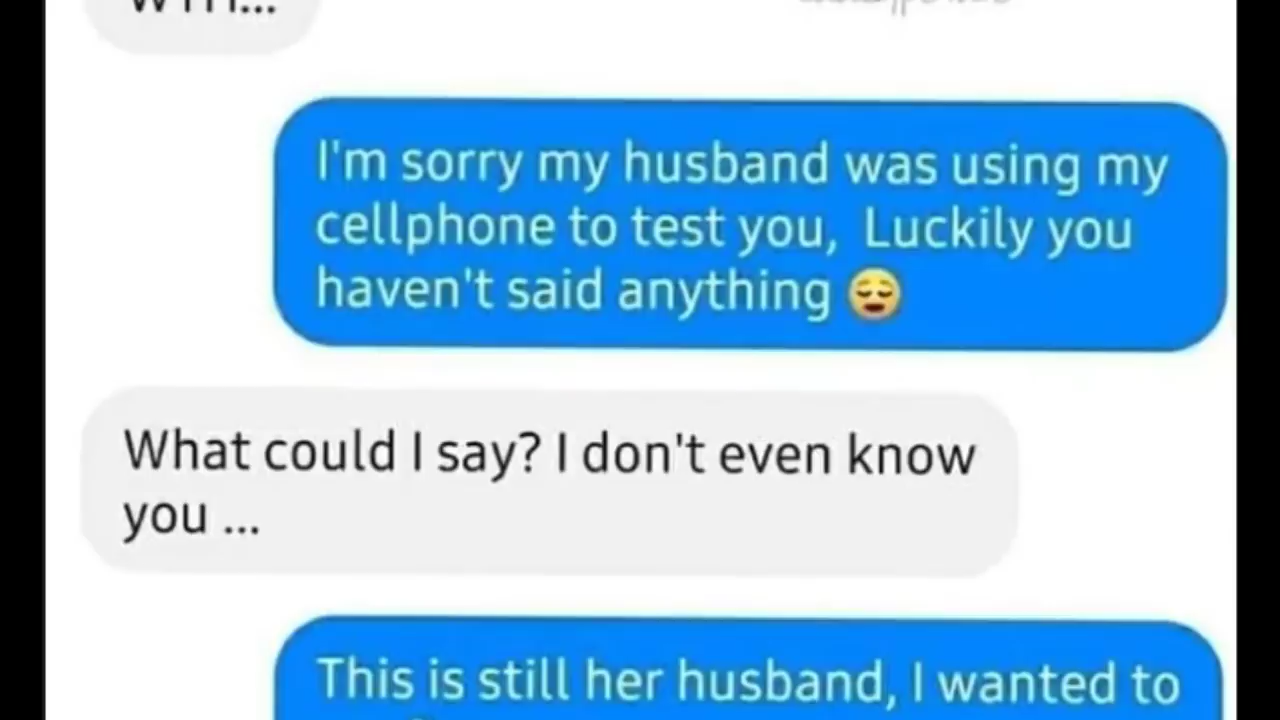 I'm sorry my husband was using my
cellphone to test you, Luckily you
haven't said anything 😌
What could I say? I don't even know
you ...
This is still her husband, I wanted to